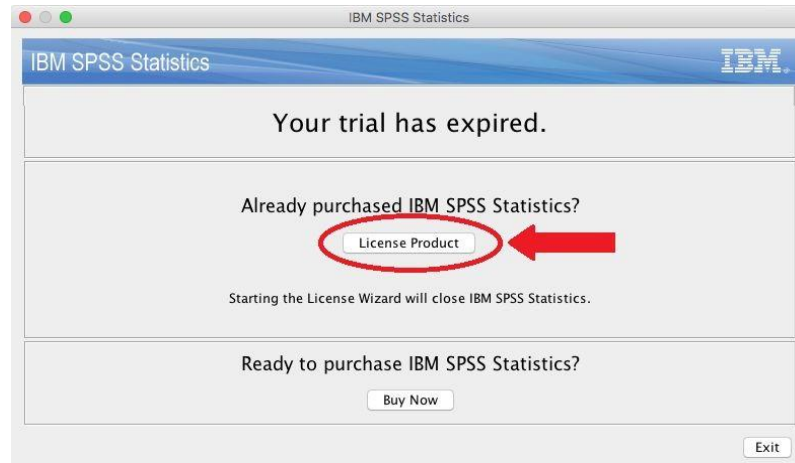 IBM SPSS Statistics
IBM SPSS Statistics IBM.
Your trial has expired.
Already purchased IBM SPSS Statistics?
License Product
Starting the License Wizard will close IBM SPSS Statistics.
Ready to purchase IBM SPSS Statistics?
Buy Now
Exit